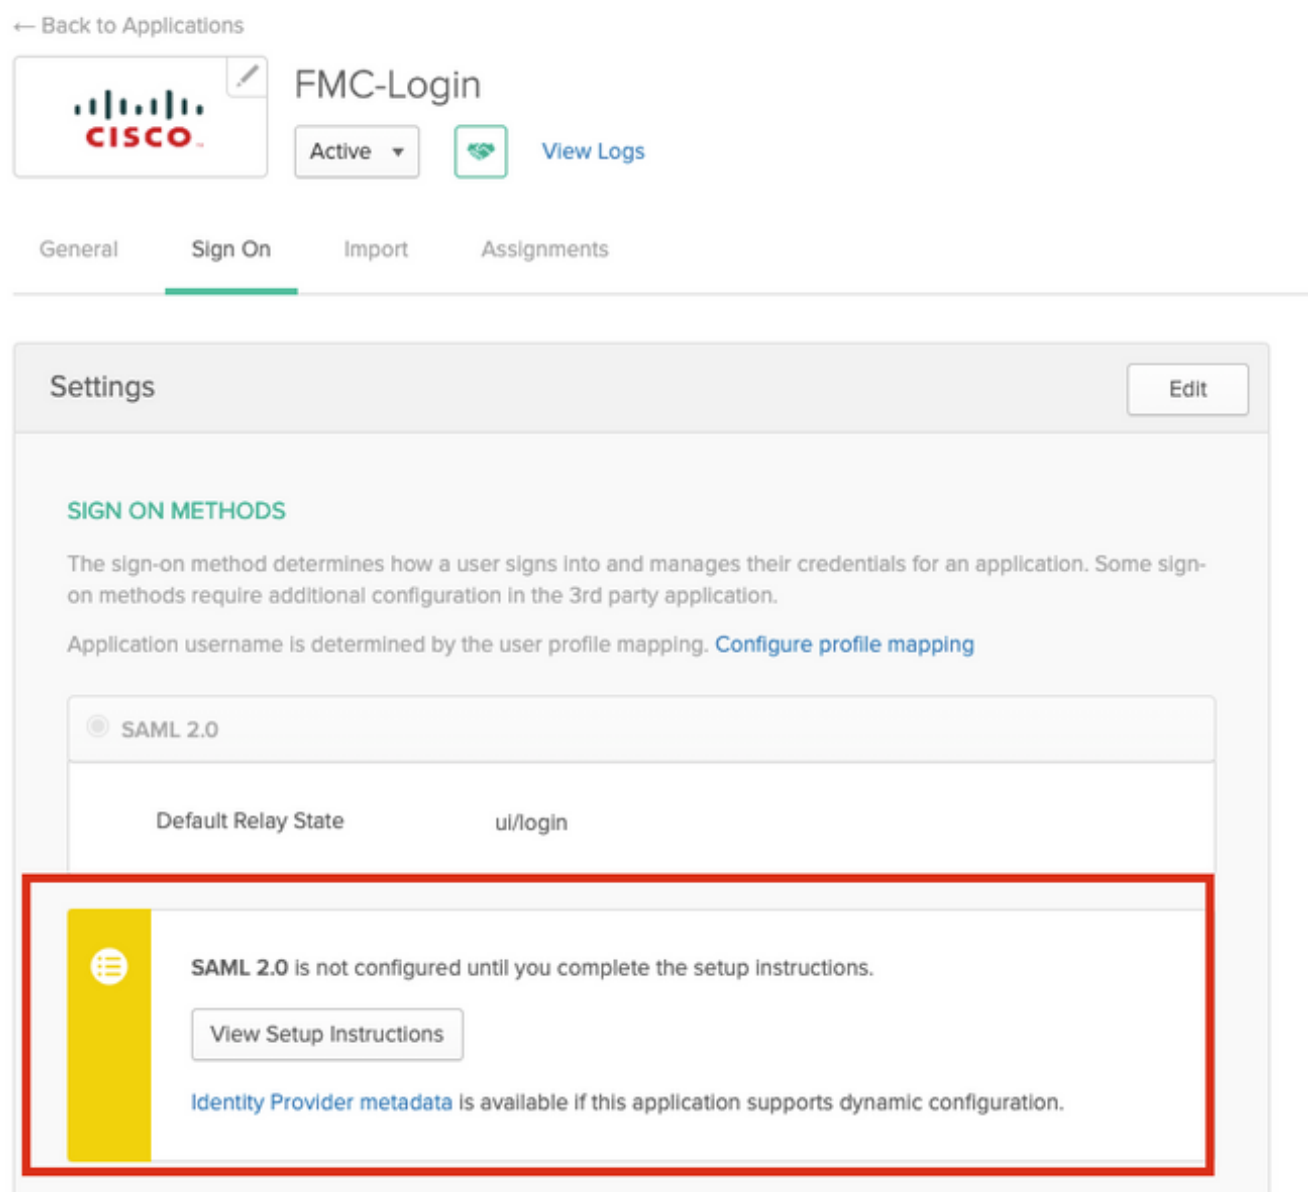 ← Back to Applications
CISCO
FMC-Login
Active
View Logs
General Sign On Import Assignments
Settings
Edit
SIGN ON METHODS
The sign-on method determines how a user signs into and manages their credentials for an application. Some sign-
on methods require additional configuration in the 3rd party application.
Application username is determined by the user profile mapping. Configure profile mapping
SAML 2.0
Default Relay State ui/login
SAML 2.0 is not configured until you complete the setup instructions.
View Setup Instructions
Identity Provider metadata is available if this application supports dynamic configuration.